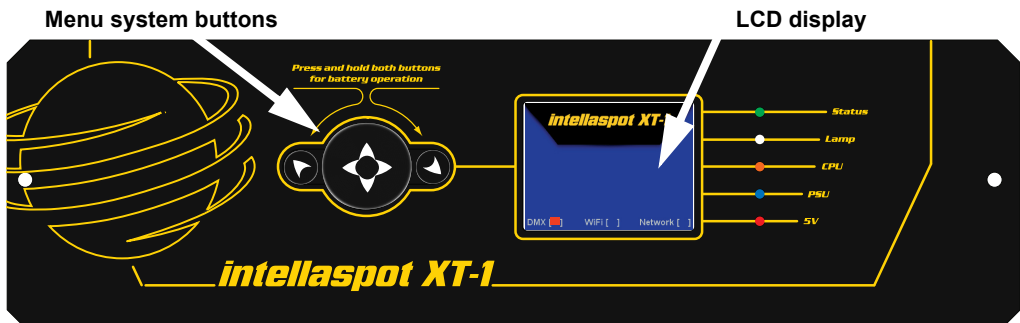 Menu system buttons
LCD display
Press and hold both buttons
for battery operation
intellaspot XT-
Status
Lamp
CPU
PSU
5V
DMX [ ] WiFi [ ] Network [ ]
intellaspot XT-1